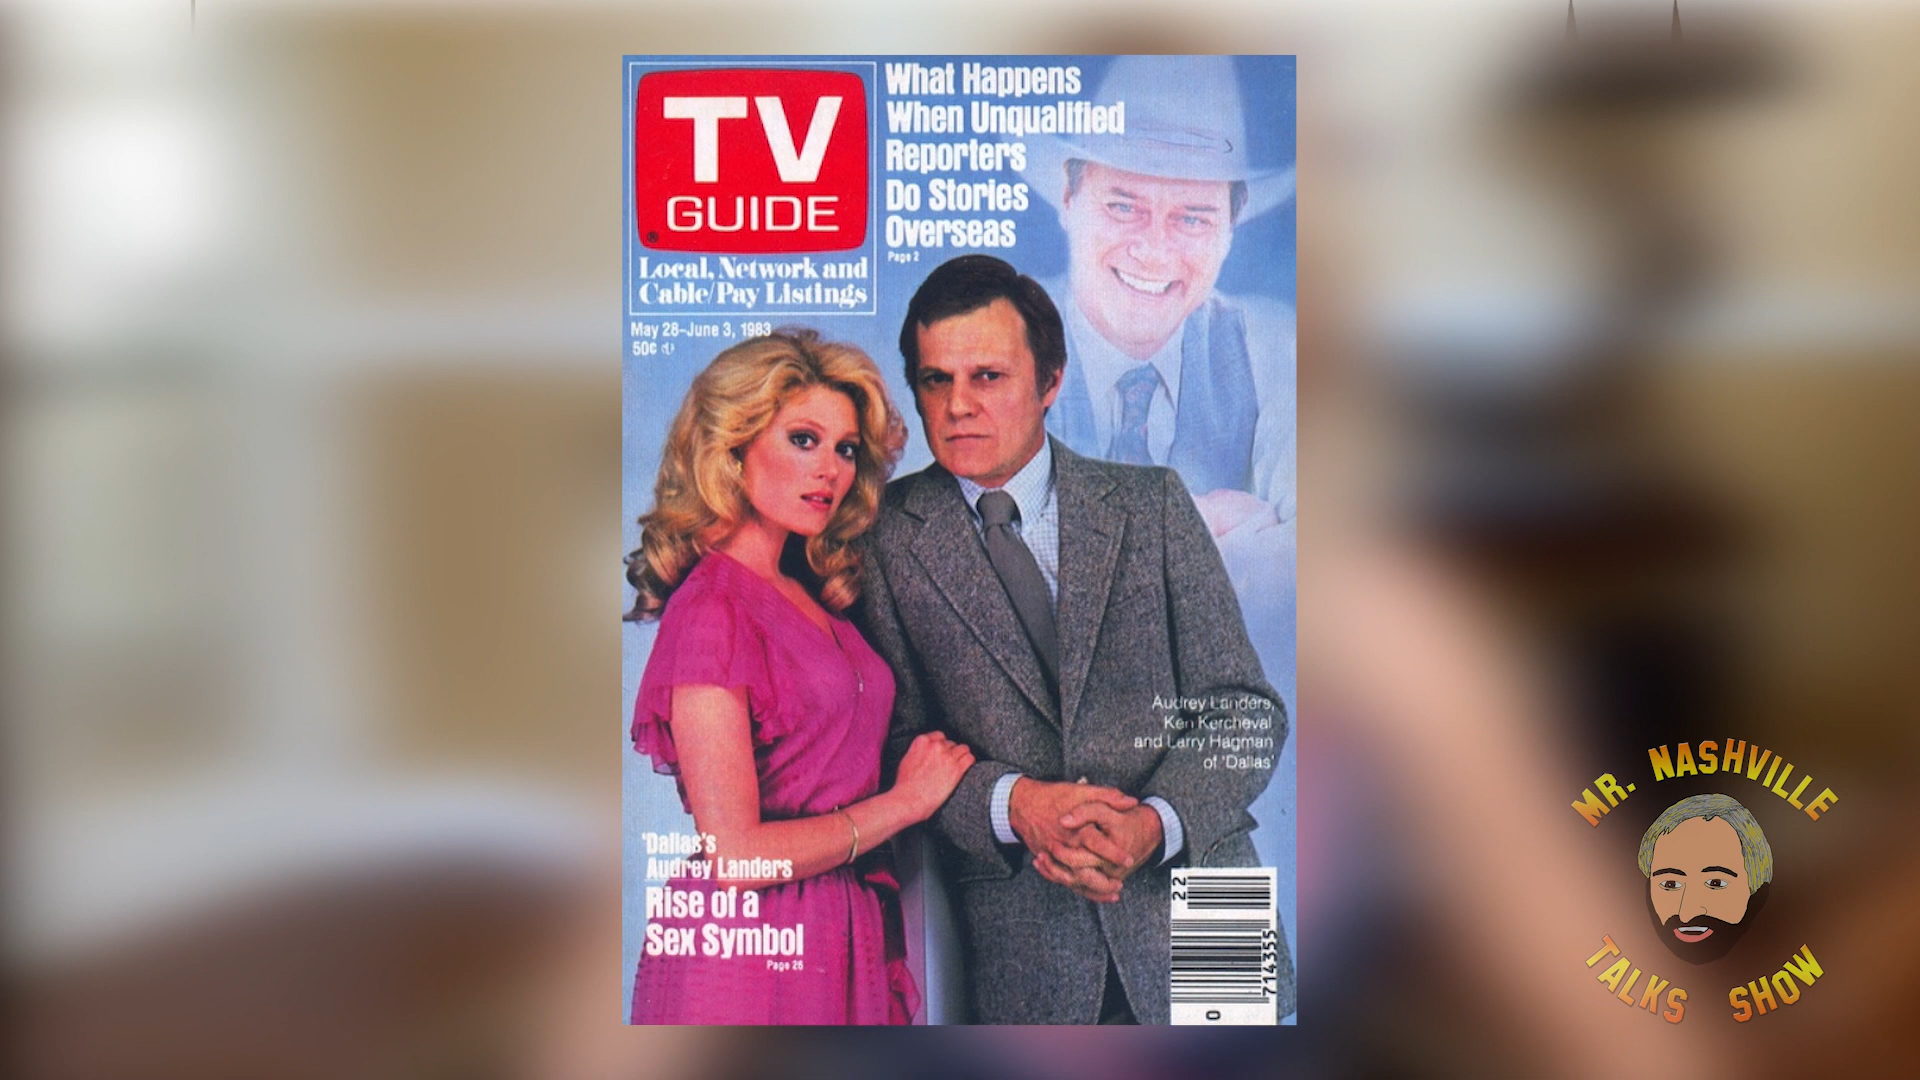 TV
GUIDE
®
Local, Network and
Cable/Pay Listings
May 28–June 3, 1983
50¢
What Happens
When Unqualified
Reporters
Do Stories
Overseas
Page 2
Audrey Landers,
Ken Kercheval
and Larry Hagman
of 'Dallas'
'Dallas's
Audrey Landers
Rise of a
Sex Symbol
Page 26
22
714355
0
MR. NASHVILLE
TALKS SHOW